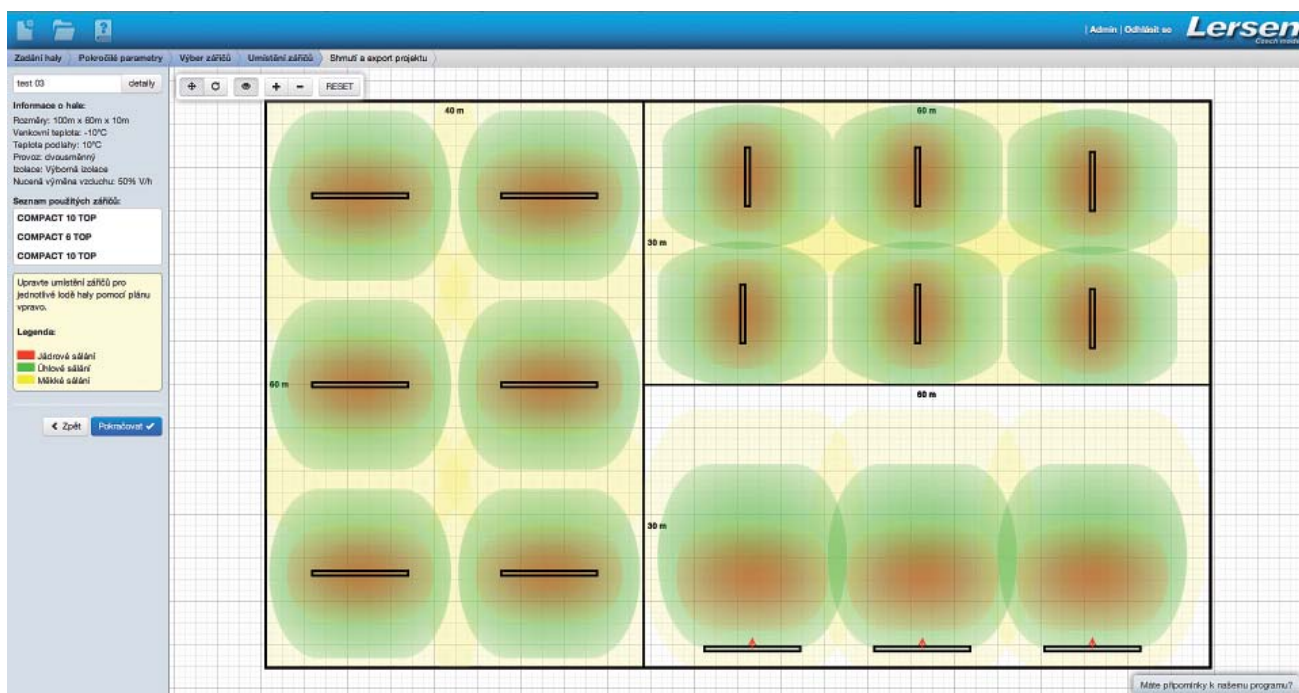 | Admin | Odhlásit se
Lersen
Czech made
Zadání haly
Pokročilé parametry
Výber zářičů
Umístění zářičů
Shrnutí a export projektu
test 03
detaily
RESET
Informace o hale:
Rozměry: 100m x 60m x 10m
Venkovní teplota: -10°C
Teplota podlahy: 10°C
Provoz: dvousměnný
Izolace: Výborná izolace
Nucená výměna vzduchu: 50% V/h
Seznam použitých zářičů:
COMPACT 10 TOP
COMPACT 6 TOP
COMPACT 10 TOP
Upravte umístění zářičů pro
jednotlivé lodě haly pomocí plánu
vpravo.
Legenda:
Jádrové sálání
Úhlové sálání
Měkké sálání
Zpět
Pokračovat
40 m
60 m
60 m
30 m
60 m
30 m
Máte připomínky k našemu programu?